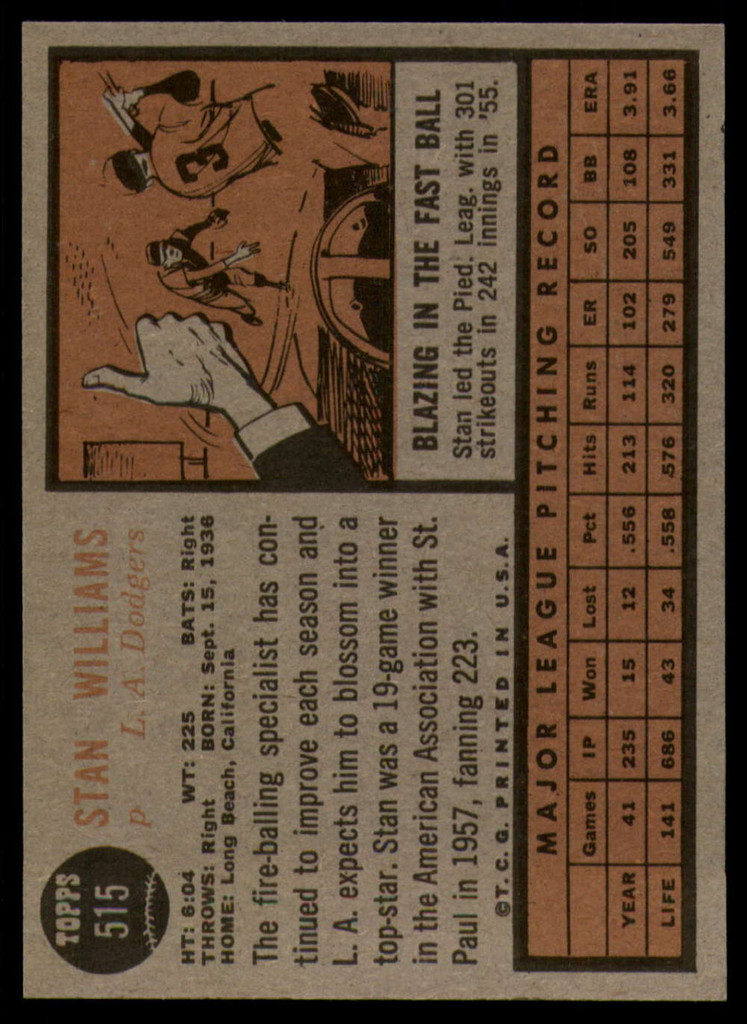 TOPPS
515
STAN WILLIAMS
P L. A. Dodgers
HT: 6:04 WT: 225 BATS: Right
THROWS: Right BORN: Sept. 15, 1936
HOME: Long Beach, California
The fire-balling specialist has con-
tinued to improve each season and
L. A. expects him to blossom into a
top-star. Stan was a 19-game winner
in the American Association with St.
Paul in 1957, fanning 223.
©T. C. G. PRINTED IN U.S.A.
3
BLAZING IN THE FAST BALL
Stan led the Pied. Leag. with 301
strikeouts in 242 innings in '55.
MAJOR LEAGUE PITCHING RECORD
Games IP Won Lost Pct Hits Runs ER SO BB ERA
YEAR 41 235 15 12 .556 213 114 102 205 108 3.91
LIFE 141 686 43 34 .558 576 320 279 549 331 3.66